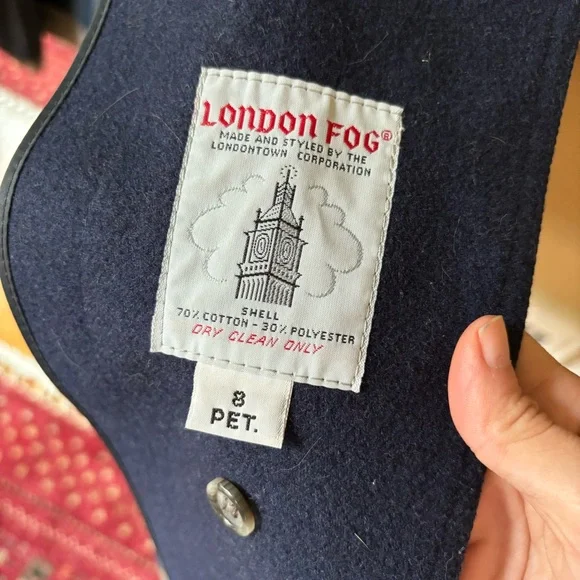 LONDON FOG®
MADE AND STYLED BY THE
LONDONTOWN CORPORATION
SHELL
70% COTTON - 30% POLYESTER
DRY CLEAN ONLY
8
PET.